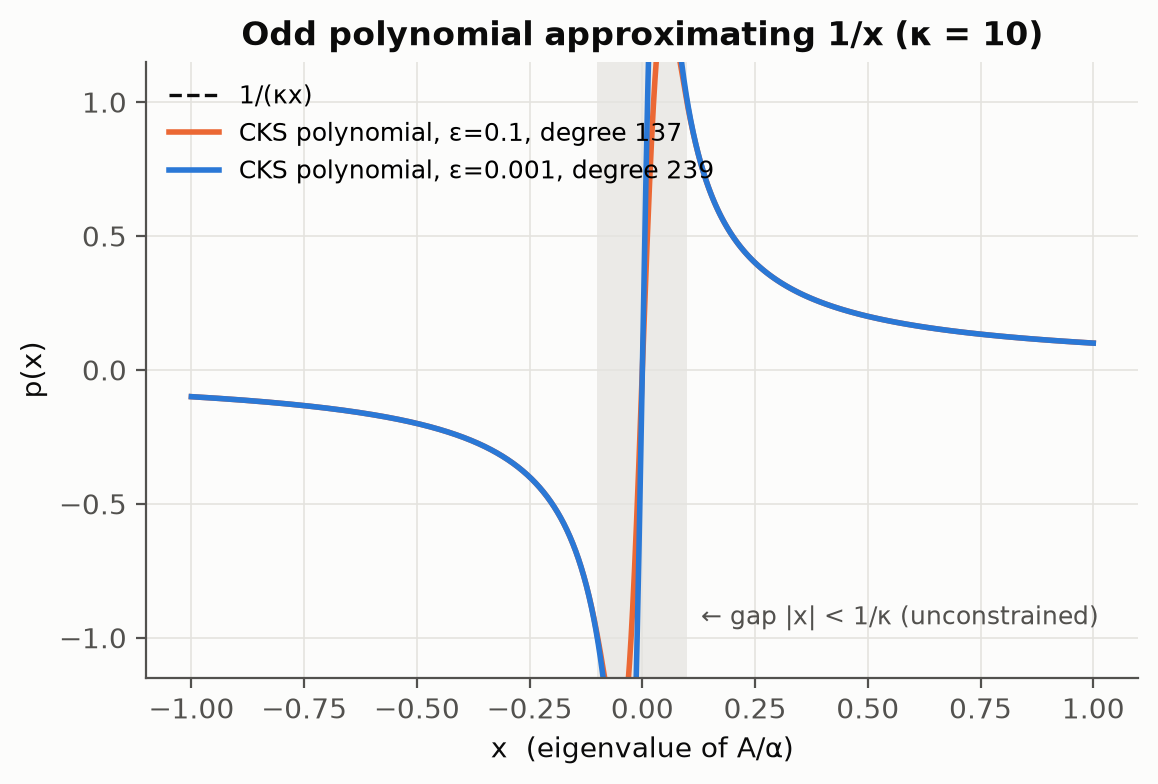 Odd polynomial approximating 1/x (κ = 10)
1/(κx)
CKS polynomial, ε=0.1, degree 137
CKS polynomial, ε=0.001, degree 239
1.0
0.5
0.0
−0.5
−1.0
p(x)
← gap |x| < 1/κ (unconstrained)
−1.00 −0.75 −0.50 −0.25 0.00 0.25 0.50 0.75 1.00
x (eigenvalue of A/α)